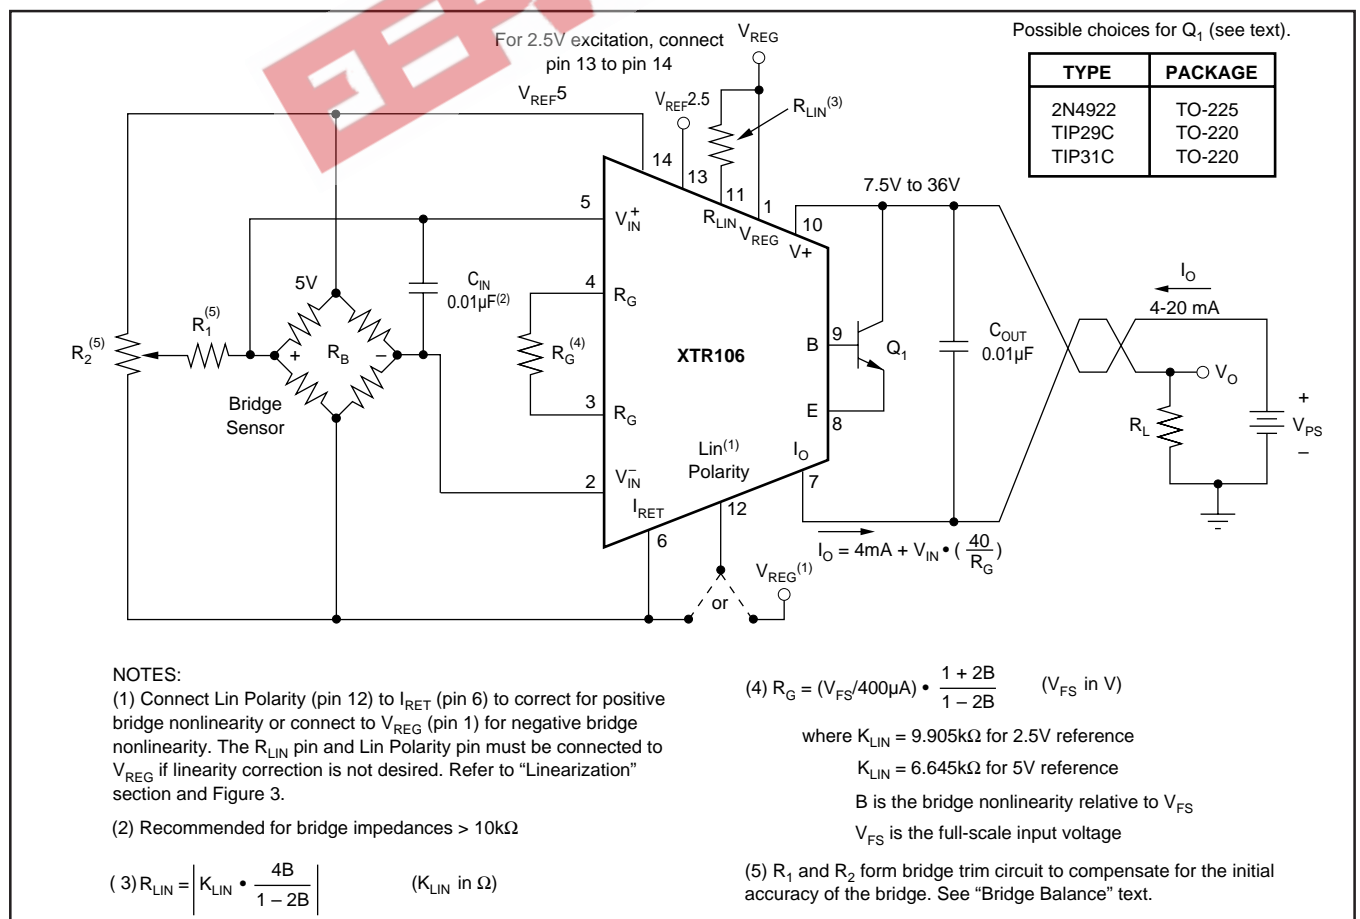 For 2.5V excitation, connect
pin 13 to pin 14
V_REG
Possible choices for Q₁ (see text).
TYPE PACKAGE
2N4922 TO-225
TIP29C TO-220
TIP31C TO-220
V_REF5
V_REF2.5
R_LIN(3)
14
13
11
1
10
7.5V to 36V
R_LIN
V_REG
V+
5
V⁺_IN
4
R_G
R_G(4)
3
R_G
2
V⁻_IN
I_RET
6
5V
C_IN
0.01µF(2)
R₂(5)
R₁(5)
+
R_B
–
Bridge
Sensor
XTR106
Lin(1)
Polarity
12
B
9
Q₁
E
8
I_O
7
C_OUT
0.01µF
I_O
4-20 mA
V_O
R_L
+
V_PS
–
I_O = 4mA + V_IN • (40/R_G)
V_REG(1)
or
NOTES:
(1) Connect Lin Polarity (pin 12) to I_RET (pin 6) to correct for positive
bridge nonlinearity or connect to V_REG (pin 1) for negative bridge
nonlinearity. The R_LIN pin and Lin Polarity pin must be connected to
V_REG if linearity correction is not desired. Refer to “Linearization”
section and Figure 3.
(2) Recommended for bridge impedances > 10kΩ
( 3) R_LIN = | K_LIN • 4B/(1 – 2B) | (K_LIN in Ω)
(4) R_G = (V_FS/400µA) • (1 + 2B)/(1 – 2B) (V_FS in V)
where K_LIN = 9.905kΩ for 2.5V reference
K_LIN = 6.645kΩ for 5V reference
B is the bridge nonlinearity relative to V_FS
V_FS is the full-scale input voltage
(5) R₁ and R₂ form bridge trim circuit to compensate for the initial
accuracy of the bridge. See “Bridge Balance” text.